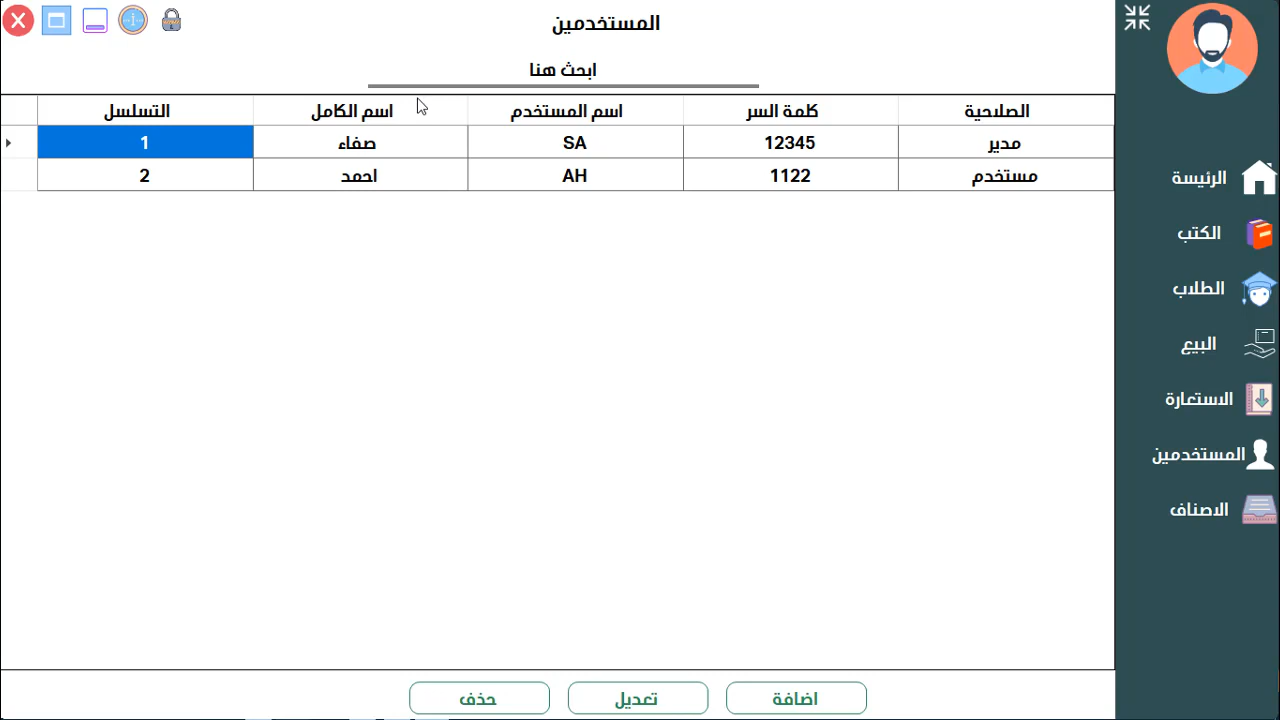 المستخدمين
ابحث هنا
التسلسل اسم الكامل اسم المستخدم كلمة السر الصلاحية
1 صفاء SA 12345 مدير
2 احمد AH 1122 مستخدم
الرئيسة
الكتب
الطلاب
البيع
الاستعارة
المستخدمين
الاصناف
اضافة
تعديل
حذف